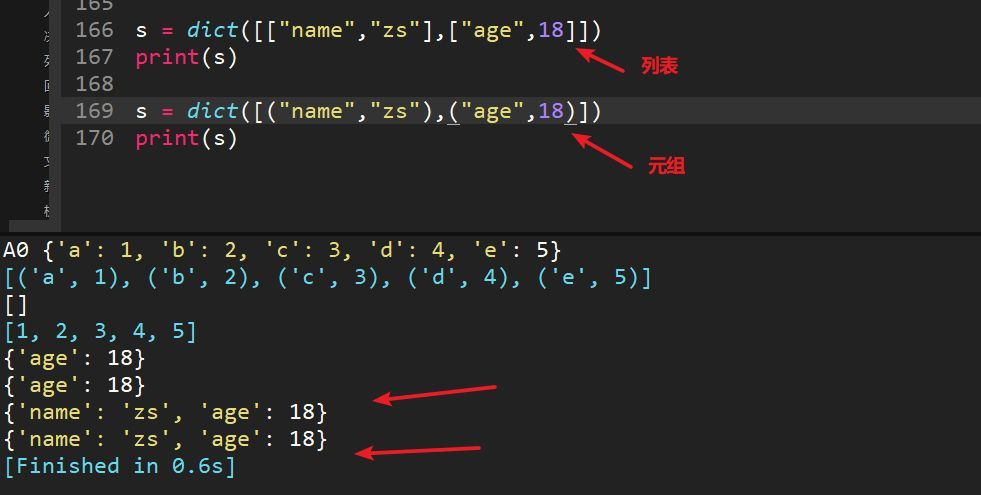 165
166 s = dict([["name","zs"],["age",18]])
167 print(s)
列表
168
169 s = dict([("name","zs"),("age",18)])
170 print(s)
元组
A0 {'a': 1, 'b': 2, 'c': 3, 'd': 4, 'e': 5}
[('a', 1), ('b', 2), ('c', 3), ('d', 4), ('e', 5)]
[]
[1, 2, 3, 4, 5]
{'age': 18}
{'age': 18}
{'name': 'zs', 'age': 18}
{'name': 'zs', 'age': 18}
[Finished in 0.6s]